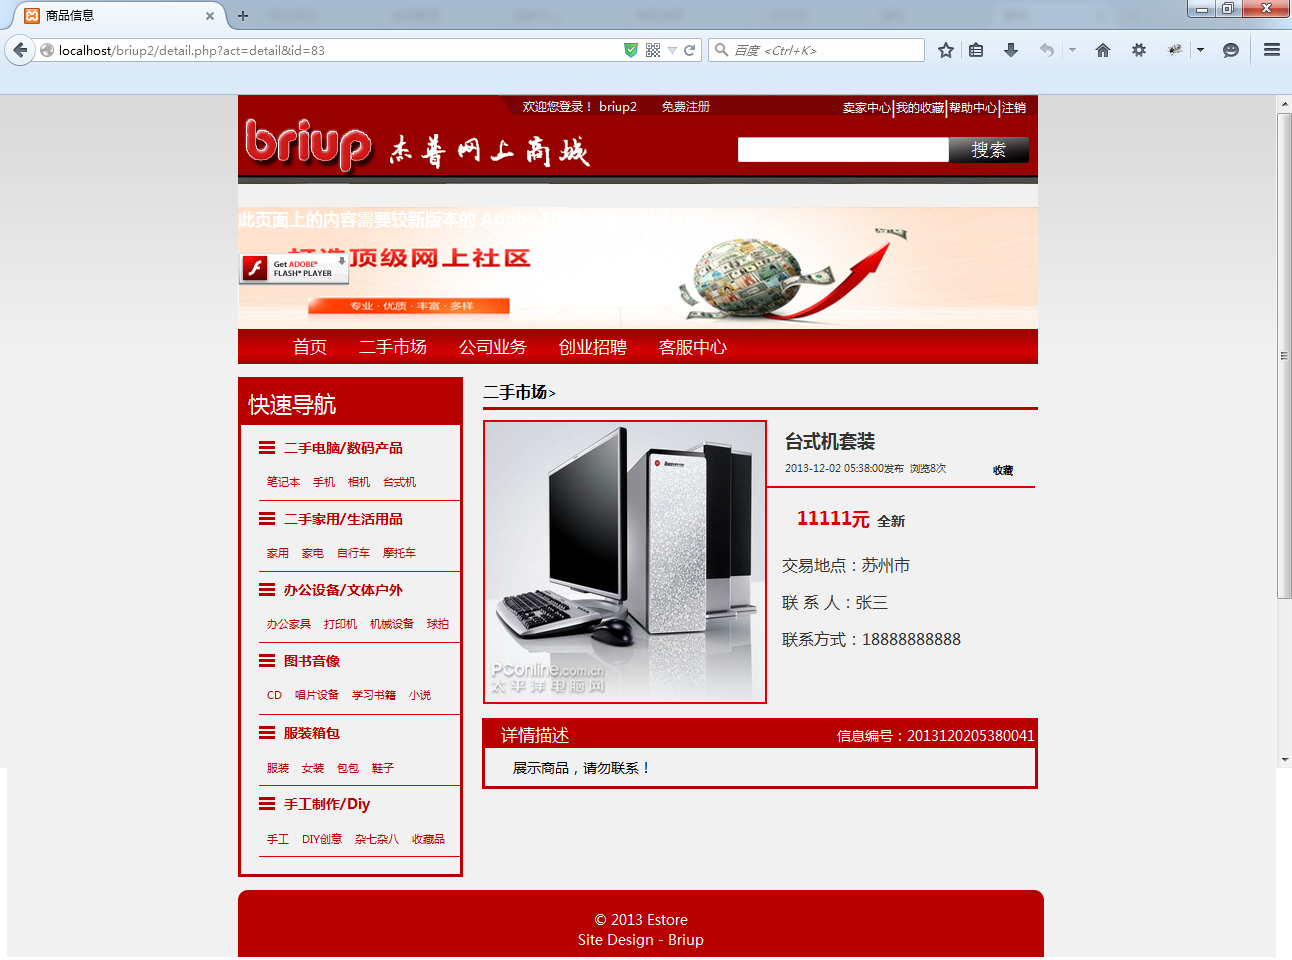 商品信息
localhost/briup2/detail.php?act=detail&id=83
百度 <Ctrl+K>
欢迎您登录！ briup2 免费注册
卖家中心|我的收藏|帮助中心|注销
briup 杰普网上商城
搜索
此页面上的内容需要较新版本的 Adobe Flash
顶级网上社区
Get ADOBE®
FLASH® PLAYER
专业 · 优质 · 丰富 · 多样
首页 二手市场 公司业务 创业招聘 客服中心
快速导航
二手电脑/数码产品
笔记本 手机 相机 台式机
二手家用/生活用品
家用 家电 自行车 摩托车
办公设备/文体户外
办公家具 打印机 机械设备 球拍
图书音像
CD 唱片设备 学习书籍 小说
服装箱包
服装 女装 包包 鞋子
手工制作/Diy
手工 DIY创意 杂七杂八 收藏品
二手市场>
PConline.com.cn
太平洋电脑网
台式机套装
2013-12-02 05:38:00发布 浏览8次
收藏
11111元 全新
交易地点：苏州市
联 系 人：张三
联系方式：18888888888
详情描述
信息编号：2013120205380041
展示商品，请勿联系！
© 2013 Estore
Site Design - Briup